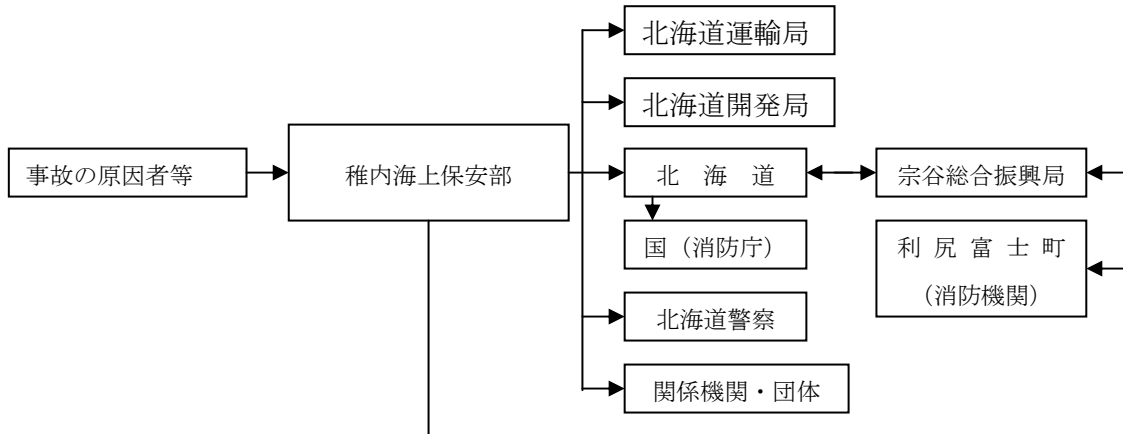 北海道運輸局
北海道開発局
事故の原因者等
稚内海上保安部
北　海　道
宗谷総合振興局
国（消防庁）
利 尻 富 士 町
（消防機関）
北海道警察
関係機関・団体